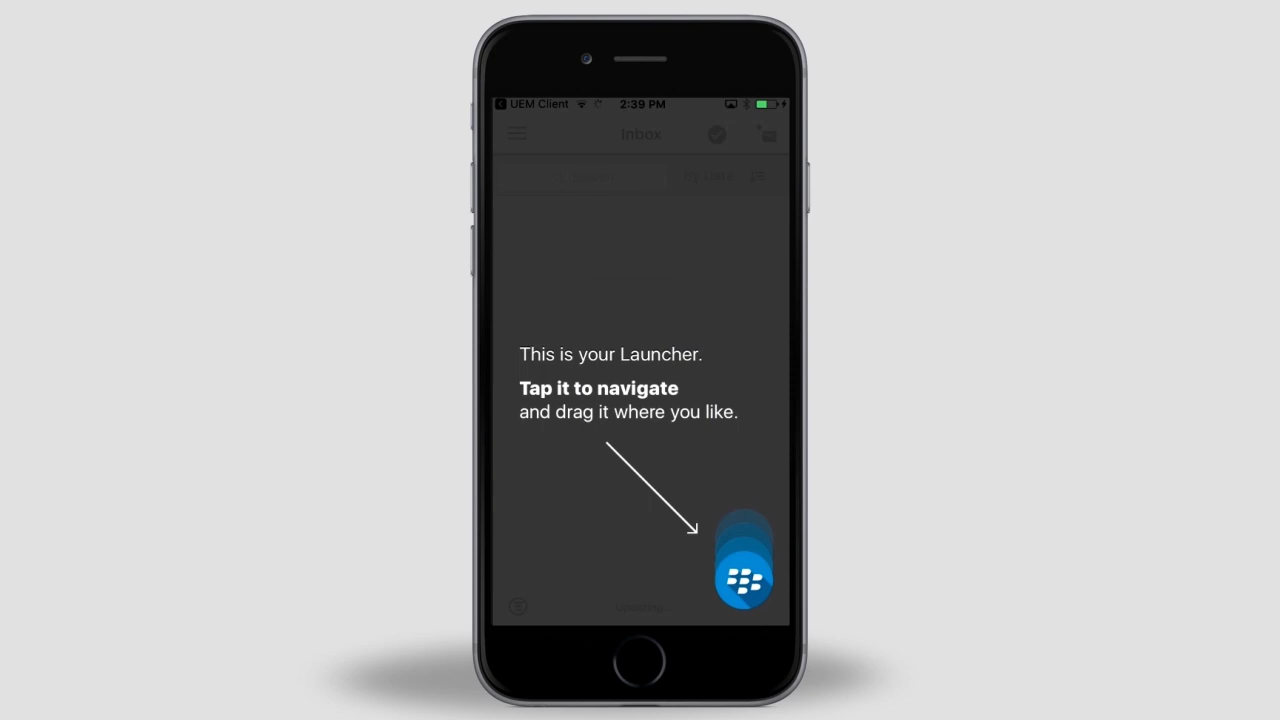 UEM Client
2:39 PM
Inbox
This is your Launcher.
Tap it to navigate
and drag it where you like.